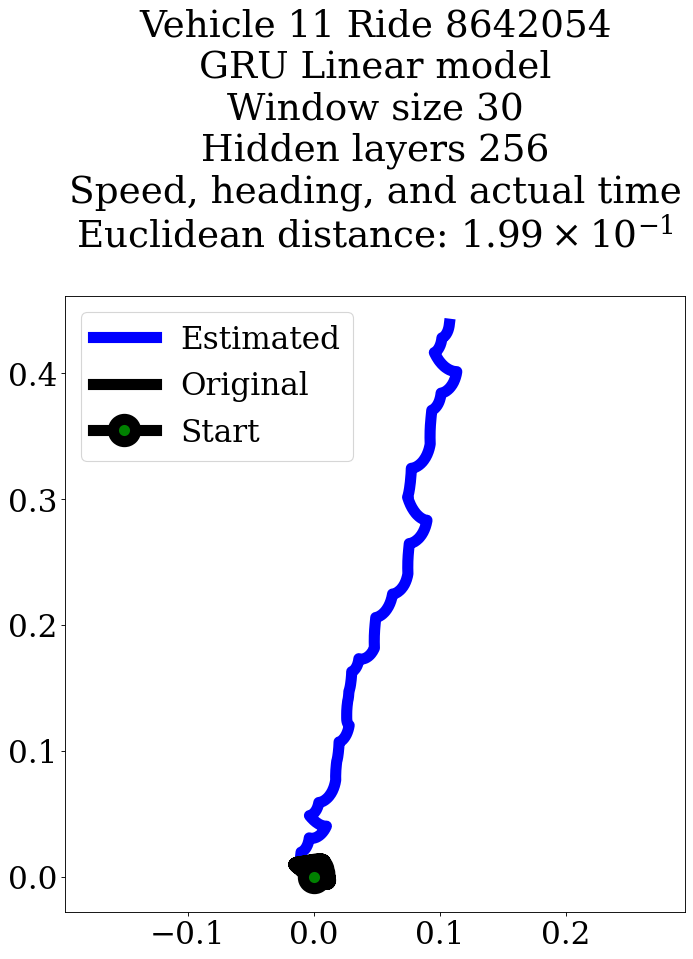 Vehicle 11 Ride 8642054
GRU Linear model
Window size 30
Hidden layers 256
Speed, heading, and actual time
Euclidean distance: 1.99 × 10⁻¹
Estimated
Original
Start
0.4
0.3
0.2
0.1
0.0
−0.1 0.0 0.1 0.2